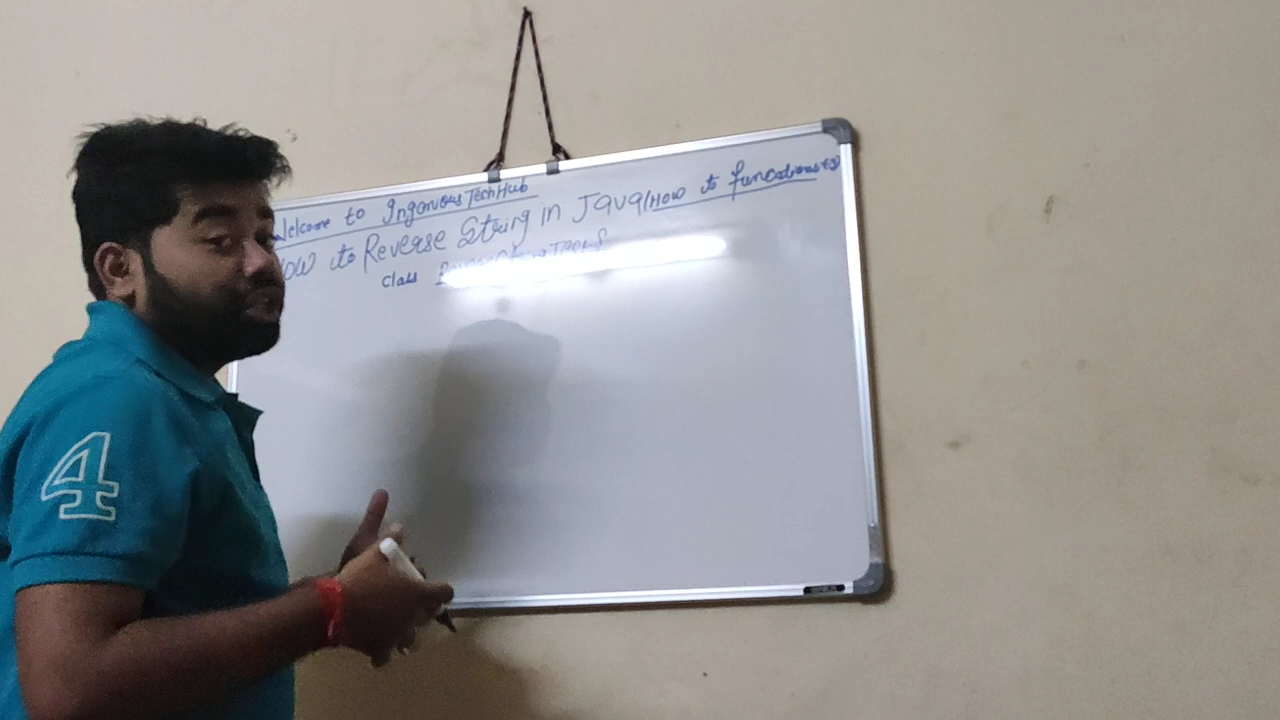 Welcome to Ingenious TechHub
How to Reverse String in Java/How to functions
class
4